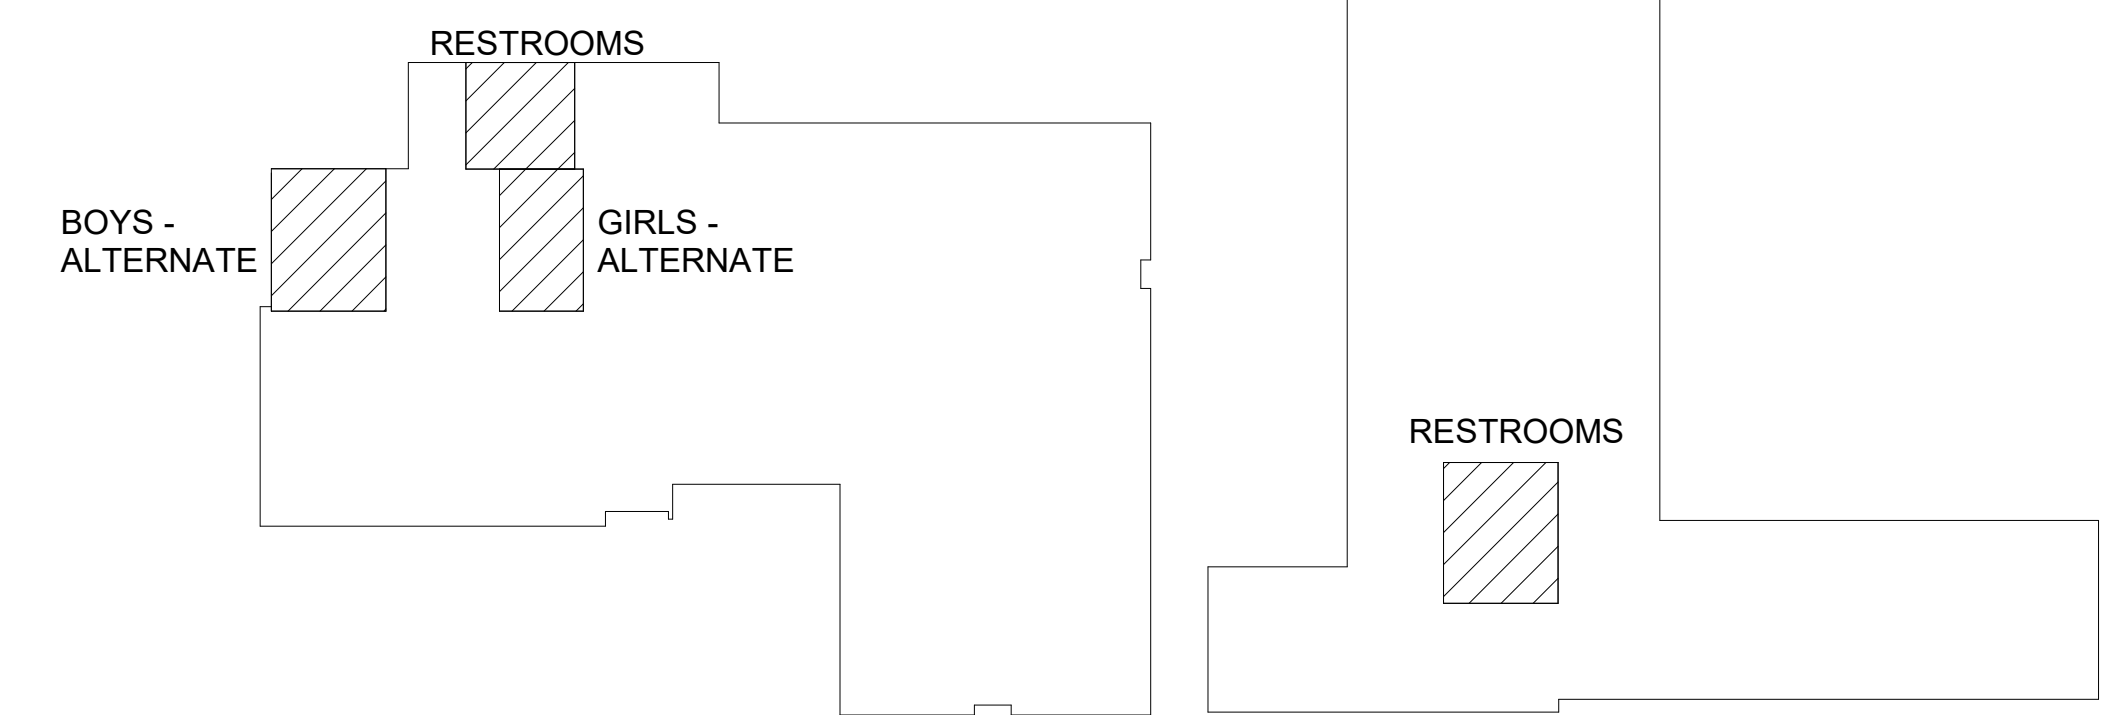 RESTROOMS
BOYS -
ALTERNATE
GIRLS -
ALTERNATE
RESTROOMS